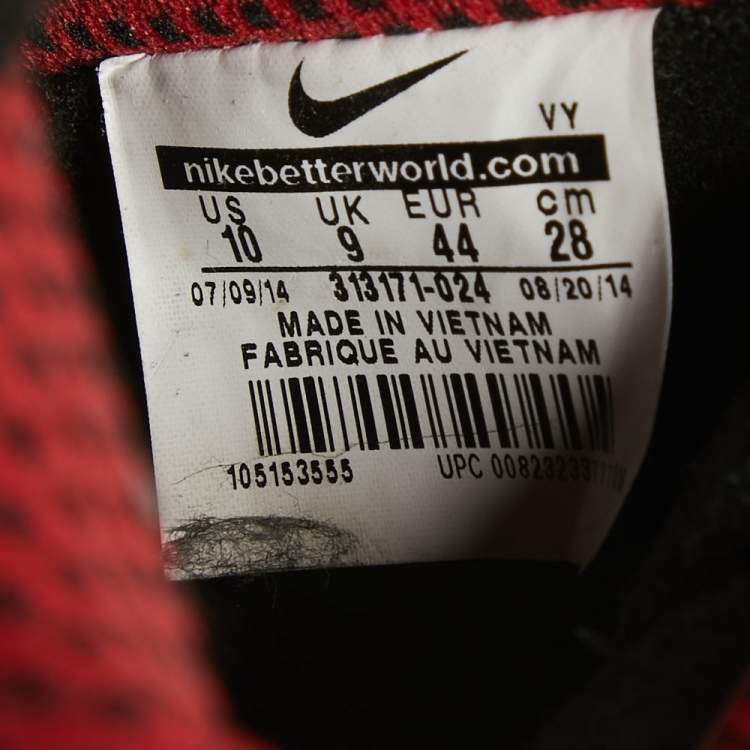 VY
nikebetterworld.com
US UK EUR cm
10 9 44 28
07/09/14 313171-024 08/20/14
MADE IN VIETNAM
FABRIQUE AU VIETNAM
105153555 UPC